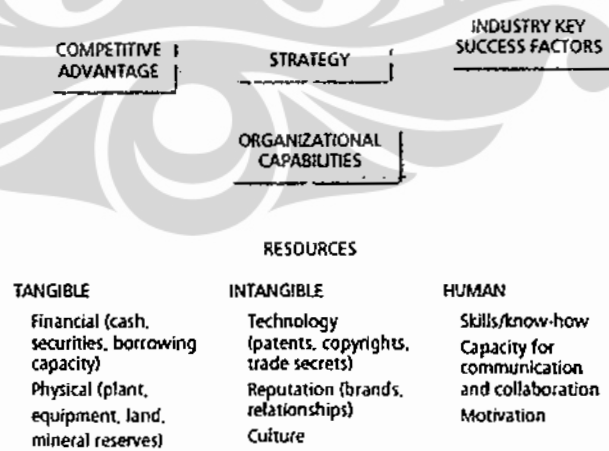 COMPETITIVE
ADVANTAGE
STRATEGY
INDUSTRY KEY
SUCCESS FACTORS
ORGANIZATIONAL
CAPABILITIES
RESOURCES
TANGIBLE
Financial (cash,
securities, borrowing
capacity)
Physical (plant,
equipment, land,
mineral reserves)
INTANGIBLE
Technology
(patents, copyrights,
trade secrets)
Reputation (brands,
relationships)
Culture
HUMAN
Skills/know-how
Capacity for
communication
and collaboration
Motivation